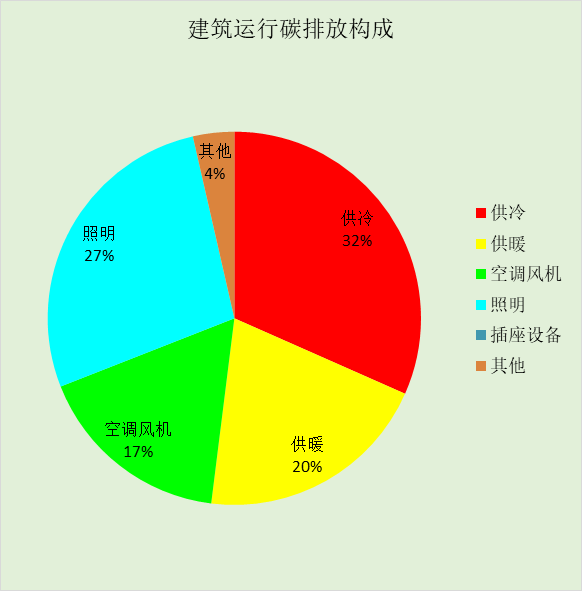 建筑运行碳排放构成
其他
4%
供冷
32%
照明
27%
空调风机
17%
供暖
20%
供冷
供暖
空调风机
照明
插座设备
其他